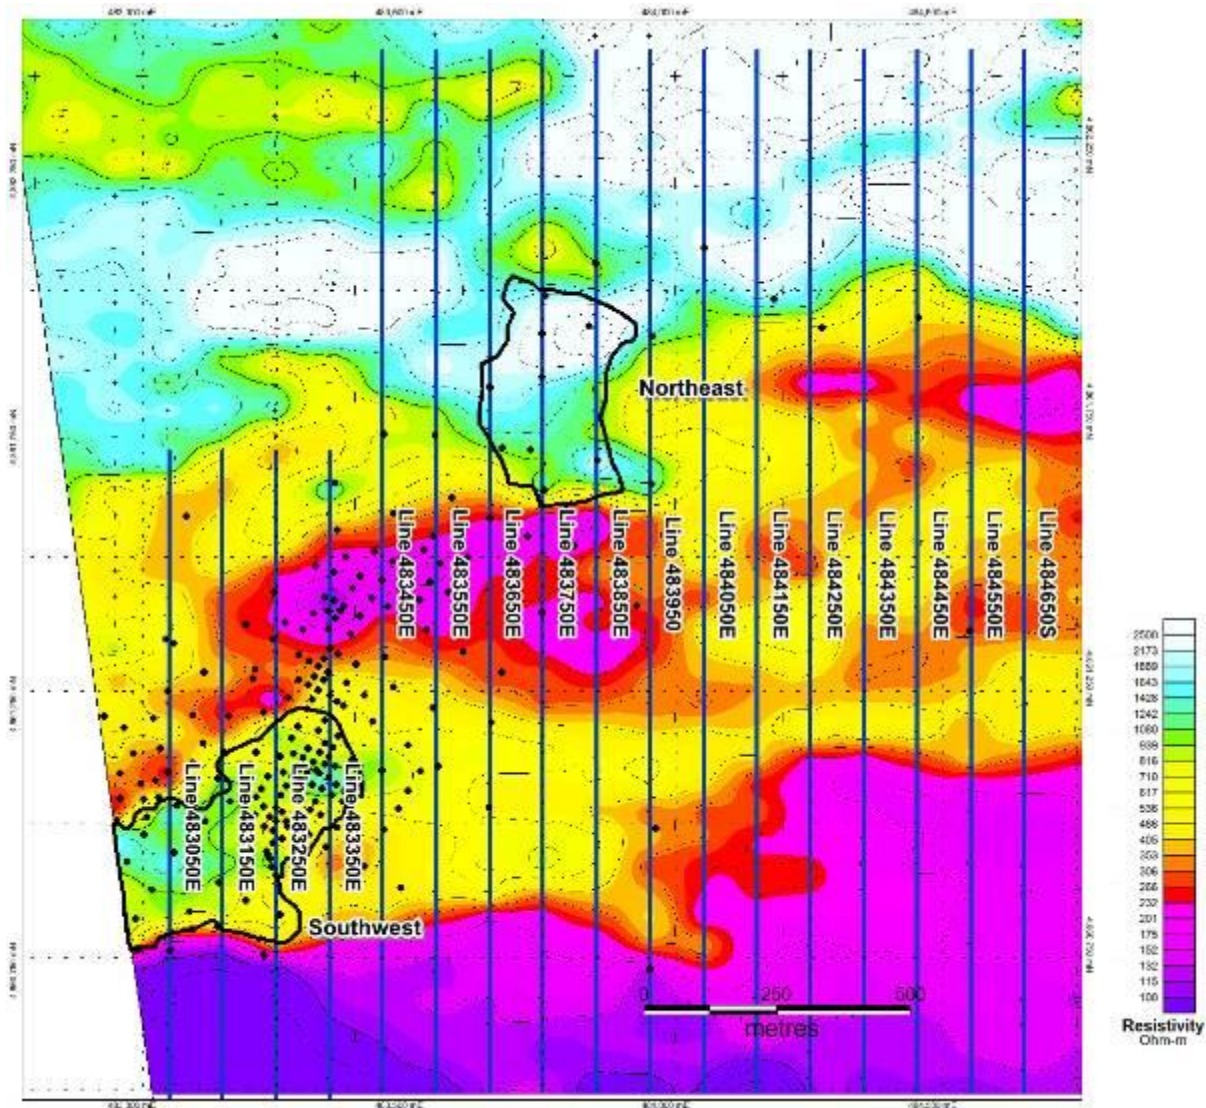 Northeast
Line 483450E
Line 483550E
Line 483650E
Line 483750E
Line 483850E
Line 483950
Line 484050E
Line 484150E
Line 484250E
Line 484350E
Line 484450E
Line 484550E
Line 484650S
Line 483050E
Line 483150E
Line 483250E
Line 483350E
Southwest
0 250 500
metres
2500
2173
1889
1643
1428
1242
1080
939
816
710
617
536
466
405
353
306
266
232
201
175
152
132
115
100
Resistivity
Ohm-m